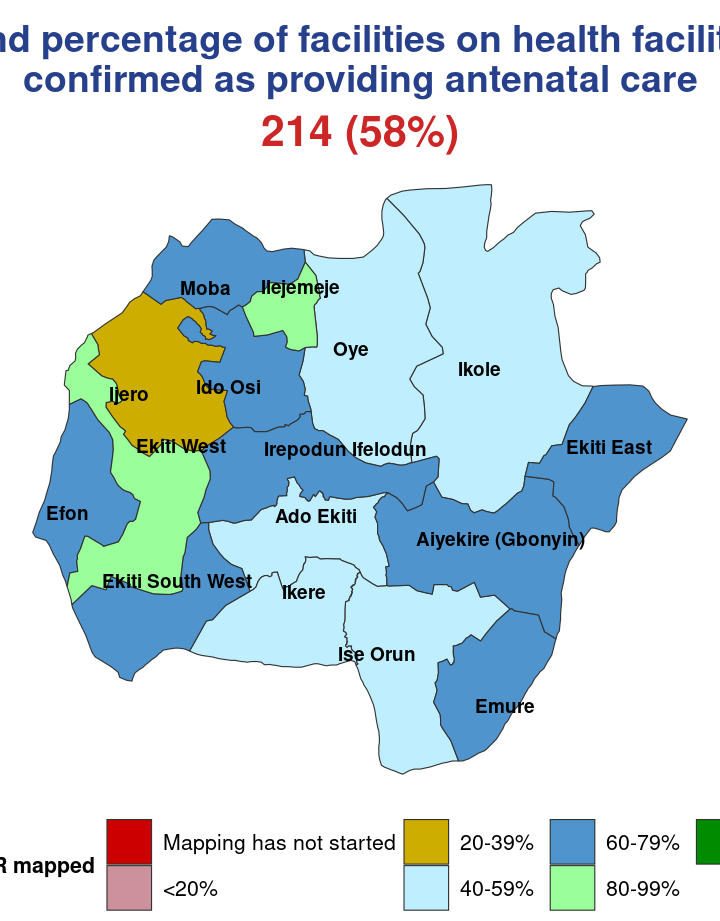 percentage of facilities on health
confirmed as providing antenatal care
214 (58%)
Moba
Ilejemeje
Oye
Ikole
Ido Osi
Ijero
Ekiti West
Irepodun Ifelodun
Ekiti East
Efon
Ado Ekiti
Aiyekire (Gbonyin)
Ekiti South West
Ikere
Ise Orun
Emure
Mapping has not started
20-39%
60-79%
mapped
<20%
40-59%
80-99%